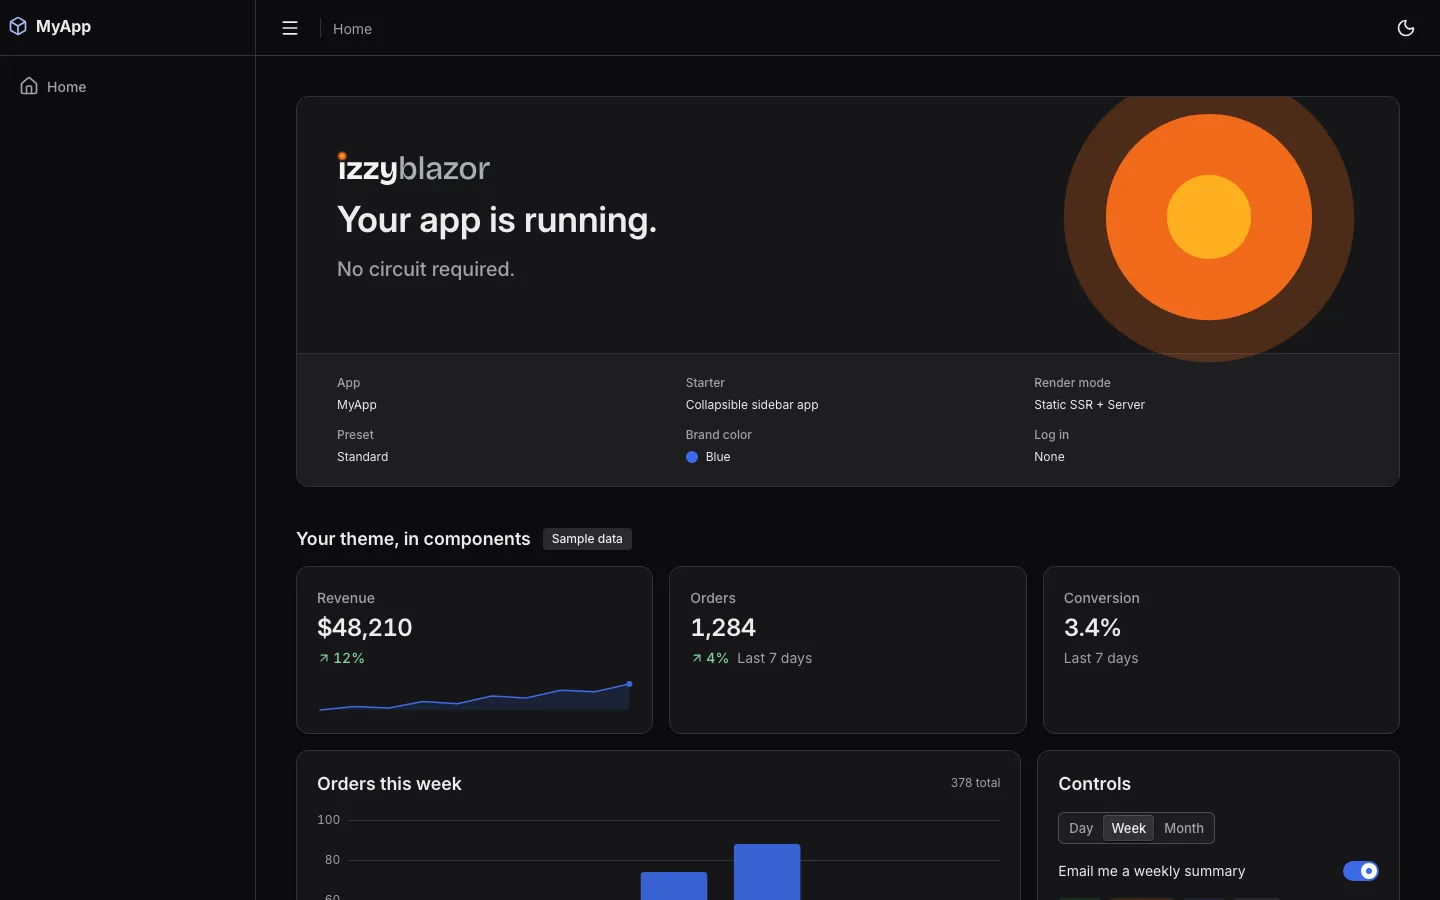 MyApp
Home
Home
izzyblazor
Your app is running.
No circuit required.
App
MyApp
Starter
Collapsible sidebar app
Render mode
Static SSR + Server
Preset
Standard
Brand color
Blue
Log in
None
Your theme, in components
Sample data
Revenue
$48,210
12%
Orders
1,284
4% Last 7 days
Conversion
3.4%
Last 7 days
Orders this week
378 total
100
80
60
Controls
Day Week Month
Email me a weekly summary